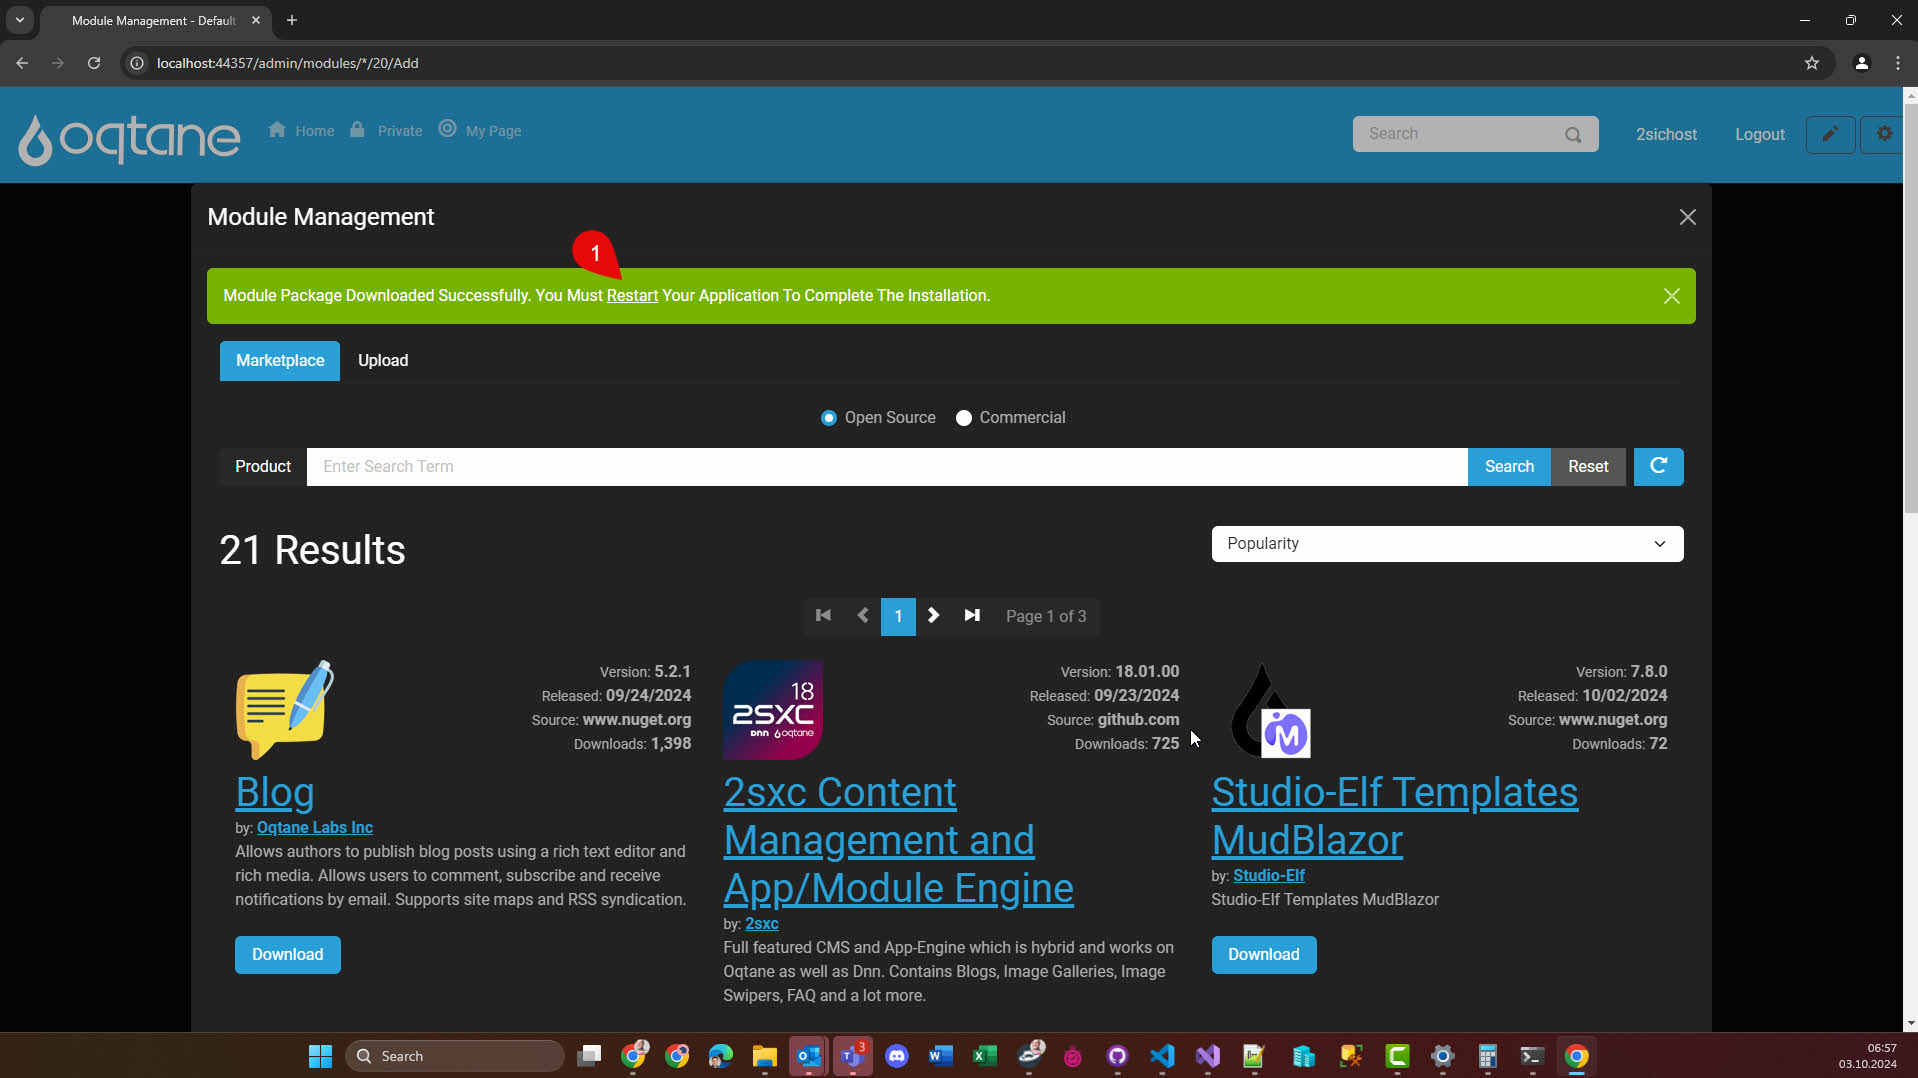 Module Management - Default
localhost:44357/admin/modules/*/20/Add
oqtane
Home
Private
My Page
Search
2sichost
Logout
Module Management
1
Module Package Downloaded Successfully. You Must Restart Your Application To Complete The Installation.
Marketplace
Upload
Open Source
Commercial
Product
Enter Search Term
Search
Reset
21 Results
Popularity
1
Page 1 of 3
Version: 5.2.1
Released: 09/24/2024
Source: www.nuget.org
Downloads: 1,398
Blog
by: Oqtane Labs Inc
Allows authors to publish blog posts using a rich text editor and
rich media. Allows users to comment, subscribe and receive
notifications by email. Supports site maps and RSS syndication.
Download
18
2SXC
DNN oqtane
Version: 18.01.00
Released: 09/23/2024
Source: github.com
Downloads: 725
2sxc Content
Management and
App/Module Engine
by: 2sxc
Full featured CMS and App-Engine which is hybrid and works on
Oqtane as well as Dnn. Contains Blogs, Image Galleries, Image
Swipers, FAQ and a lot more.
M
Version: 7.8.0
Released: 10/02/2024
Source: www.nuget.org
Downloads: 72
Studio-Elf Templates
MudBlazor
by: Studio-Elf
Studio-Elf Templates MudBlazor
Download
Search
3
06:57
03.10.2024